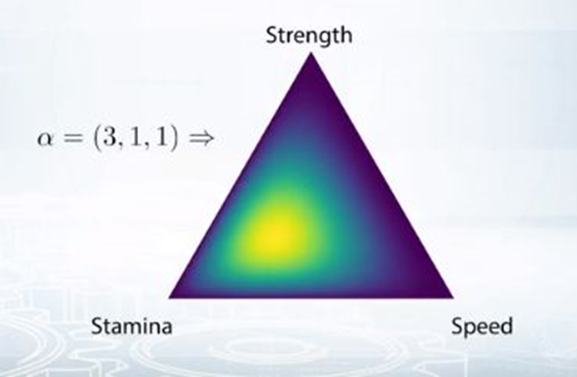 Strength
α = (3, 1, 1) ⇒
Stamina
Speed